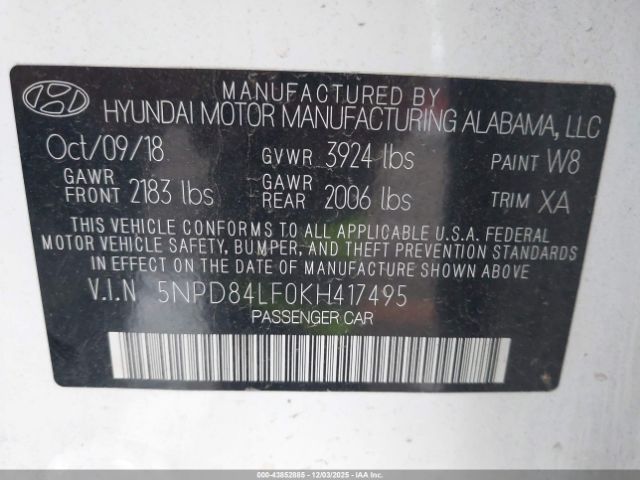 MANUFACTURED BY
HYUNDAI MOTOR MANUFACTURING ALABAMA, LLC
Oct/09/18 GVWR 3924 lbs PAINT W8
GAWR FRONT 2183 lbs GAWR REAR 2006 lbs TRIM XA
THIS VEHICLE CONFORMS TO ALL APPLICABLE U.S.A. FEDERAL
MOTOR VEHICLE SAFETY, BUMPER, AND THEFT PREVENTION STANDARDS
IN EFFECT ON THE DATE OF MANUFACTURE SHOWN ABOVE
V.I.N 5NPD84LF0KH417495
PASSENGER CAR
000-43852885 • 12/03/2025 • IAAI.COM